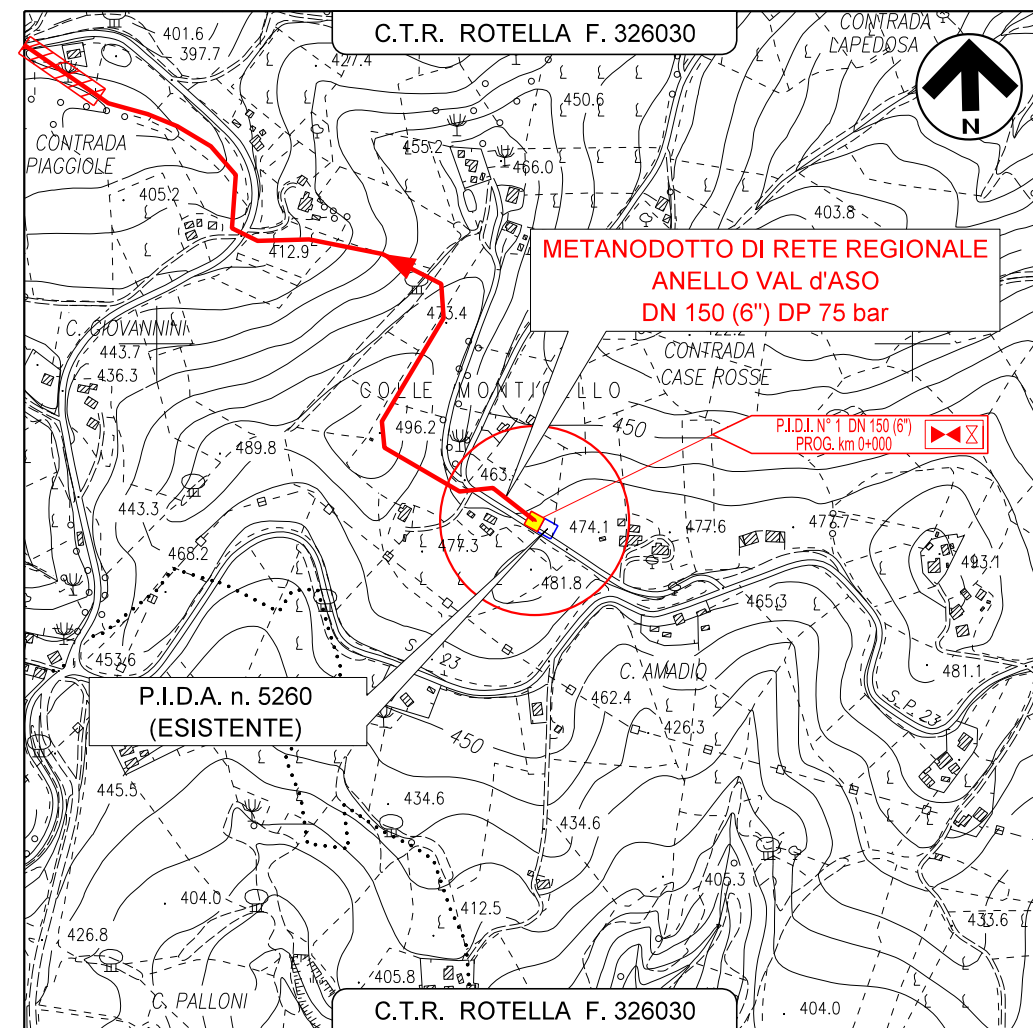 C.T.R. ROTELLA F. 326030
CONTRADA
LAPEDOSA
401.6
397.7
427.4
450.6
N
CONTRADA
PIAGGIOLE
455.2
466.0
405.2
403.8
412.9
METANODOTTO DI RETE REGIONALE
ANELLO VAL d'ASO
DN 150 (6") DP 75 bar
473.4
C. GIOVANNINI
443.7
436.3
CONTRADA
CASE ROSSE
COLLE MONTICELLO
496.2
450
P.I.D.I. N° 1 DN 150 (6")
PROG. km 0+000
489.8
463.
443.3
468.2
477.3
474.1
477.6
477.7
493.1
481.8
465.3
453.6
S.P. 23
C. AMADIO
481.1
P.I.D.A. n. 5260
(ESISTENTE)
462.4
426.3
S.P. 23
450
445.5
434.6
434.6
404.0
405.3
412.5
433.6
426.8
405.8
C. PALLONI
C.T.R. ROTELLA F. 326030
404.0